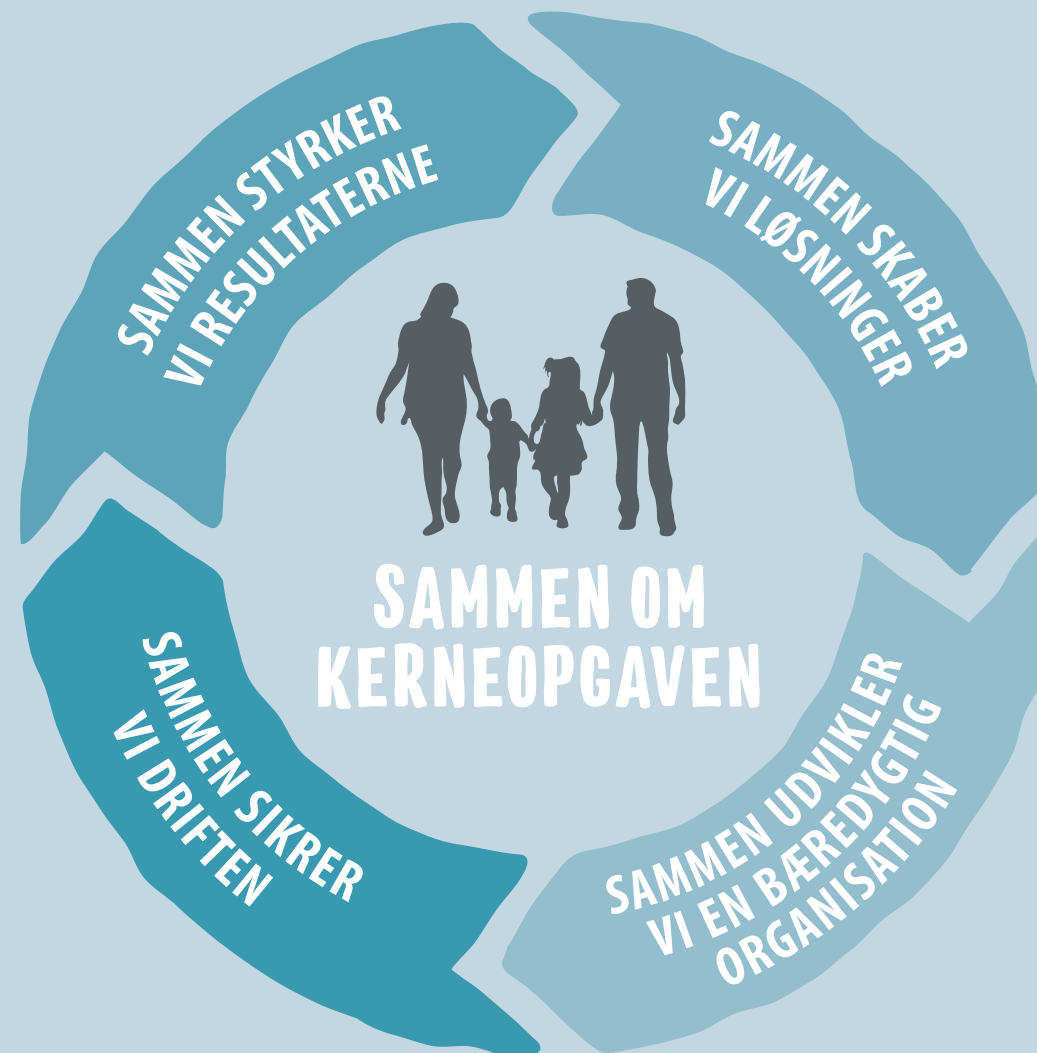 SAMMEN STYRKER
VI RESULTATERNE
SAMMEN SKABER
VI LØSNINGER
SAMMEN OM
KERNEOPGAVEN
SAMMEN SIKRER
VI DRIFTEN
SAMMEN UDVIKLER
VI EN BÆREDYGTIG
ORGANISATION